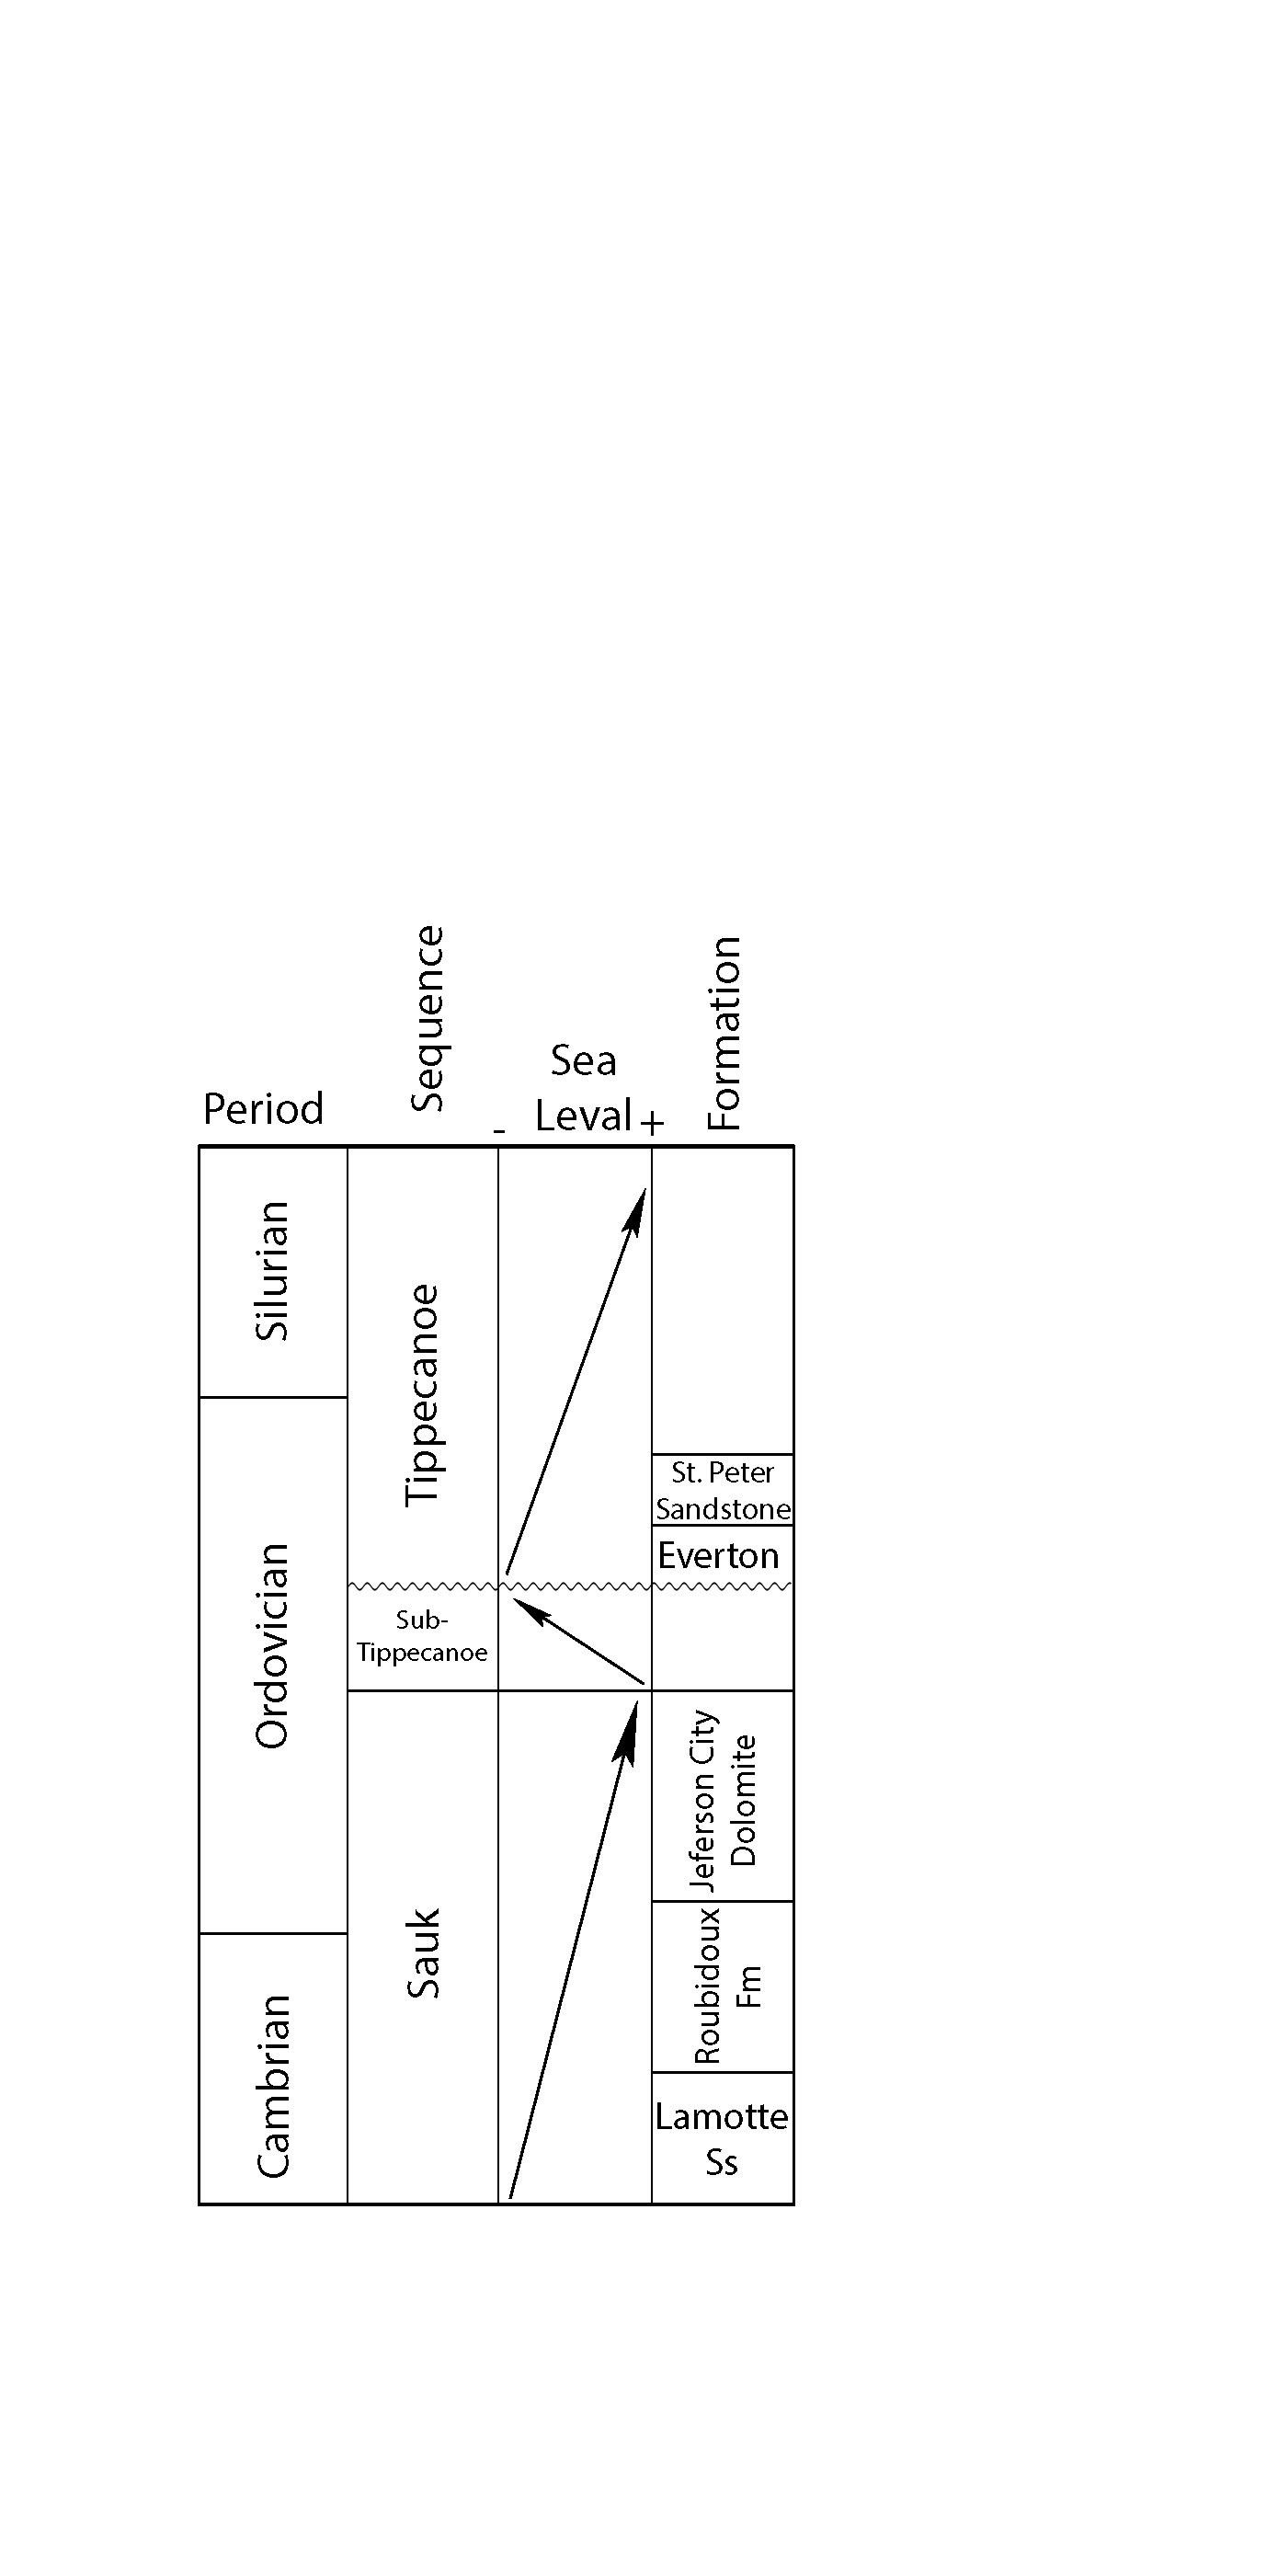 Period
Sequence
Sea
Leval
- +
Formation
Silurian
Ordovician
Cambrian
Tippecanoe
Sub-
Tippecanoe
Sauk
St. Peter
Sandstone
Everton
Jeferson City
Dolomite
Roubidoux
Fm
Lamotte
Ss